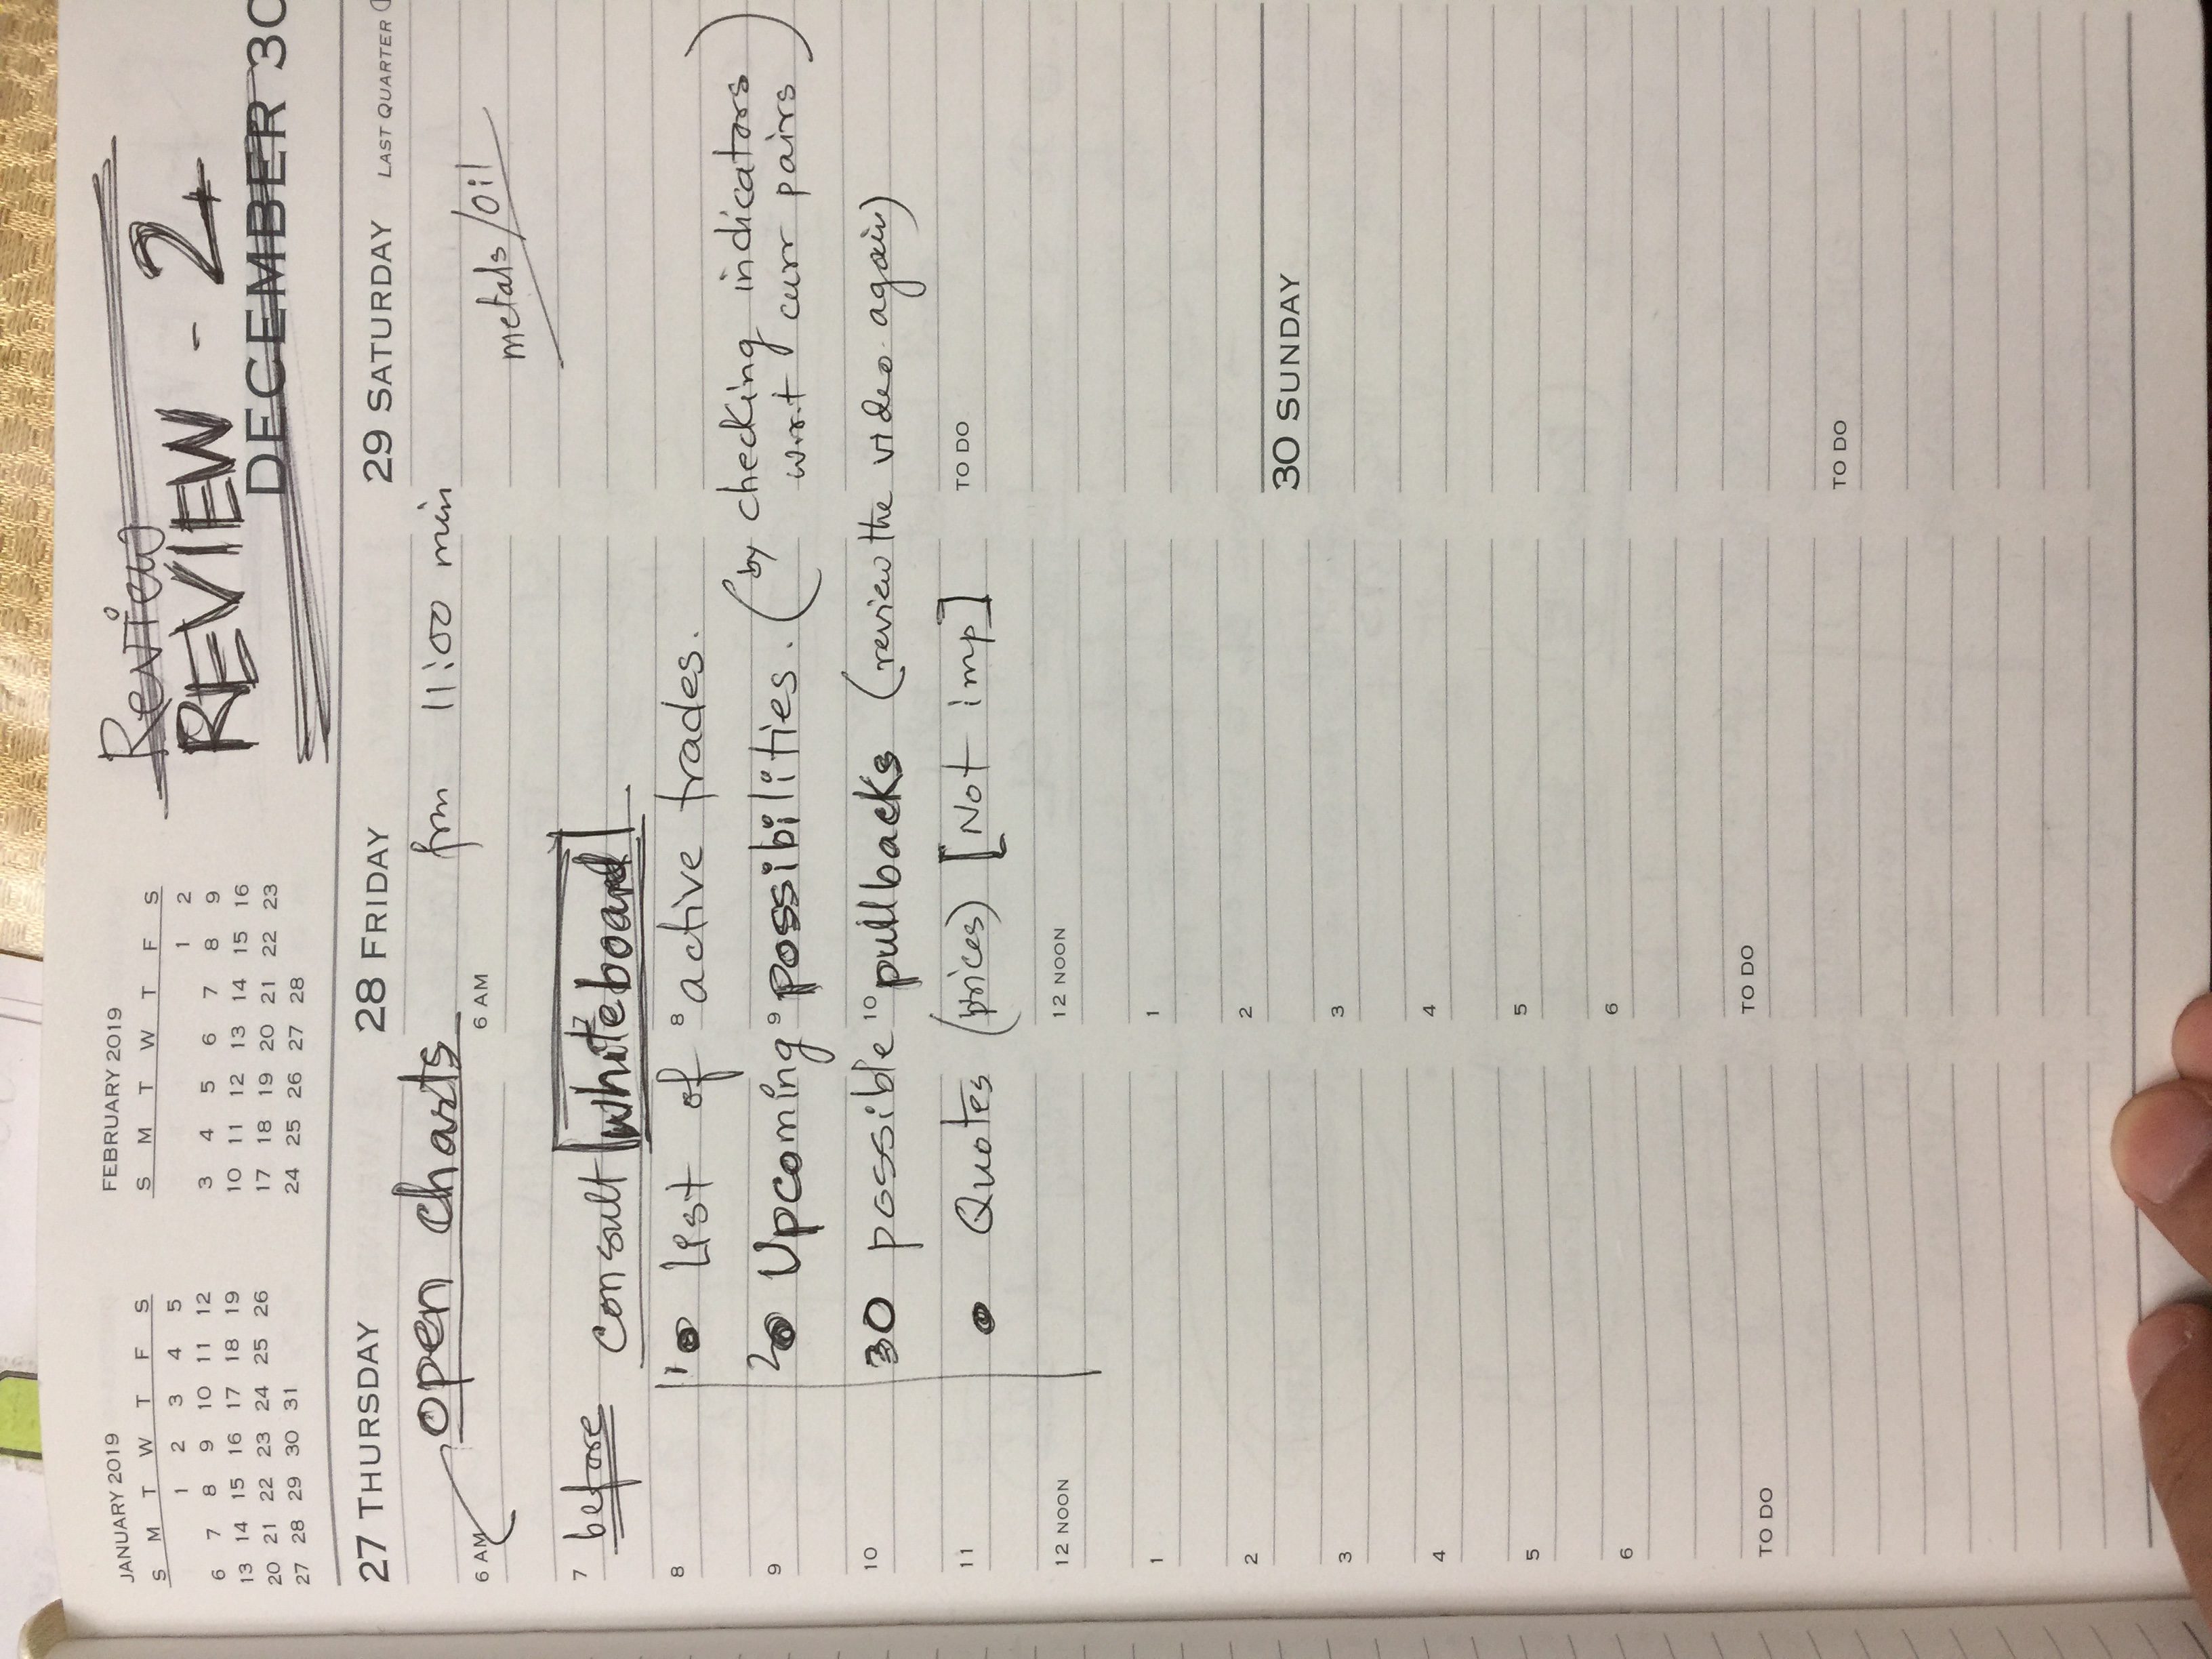 JANUARY 2019
S M T W T F S
1 2 3 4 5
6 7 8 9 10 11 12
13 14 15 16 17 18 19
20 21 22 23 24 25 26
27 28 29 30 31
FEBRUARY 2019
S M T W T F S
1 2
3 4 5 6 7 8 9
10 11 12 13 14 15 16
17 18 19 20 21 22 23
24 25 26 27 28
Review
REVIEW - 2
DECEMBER 30
27 THURSDAY 28 FRIDAY 29 SATURDAY LAST QUARTER
open charts frm 11:00 min
6 AM 6 AM metals/oil
7 before consult whiteboard 7
8 1 List of 8 active trades.
9 2 Upcoming 9 possibilities. (by checking indicators
w.r.t curr pairs)
10 30 possible 10 pullbacks (review the video again)
11 • Quotes (prices) [Not imp] TO DO
12 NOON 12 NOON
1 1
2 2
30 SUNDAY
3 3
4 4
5 5
6 6
TO DO TO DO
TO DO